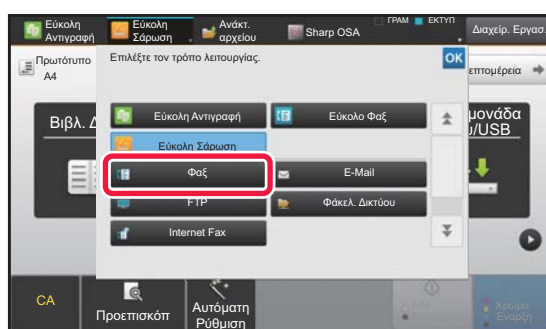 Εύκολη Αντιγραφή
Εύκολη Σάρωση
Ανάκτ. αρχείου
Sharp OSA
ΓΡΑΜ
ΕΚΤΥΠ
Διαχείρ. Εργασ.
Πρωτότυπο
A4
Επιλέξτε τον τρόπο λειτουργίας.
OK
επτομέρεια
Βιβλ. Δ
μονάδα
υ/USB
Εύκολη Αντιγραφή
Εύκολο Φαξ
Εύκολη Σάρωση
Φαξ
E-Mail
FTP
Φάκελ. Δικτύου
Internet Fax
CA
Προεπισκόπ
Αυτόματη
Ρύθμιση
Χρώμα
Έναρξη